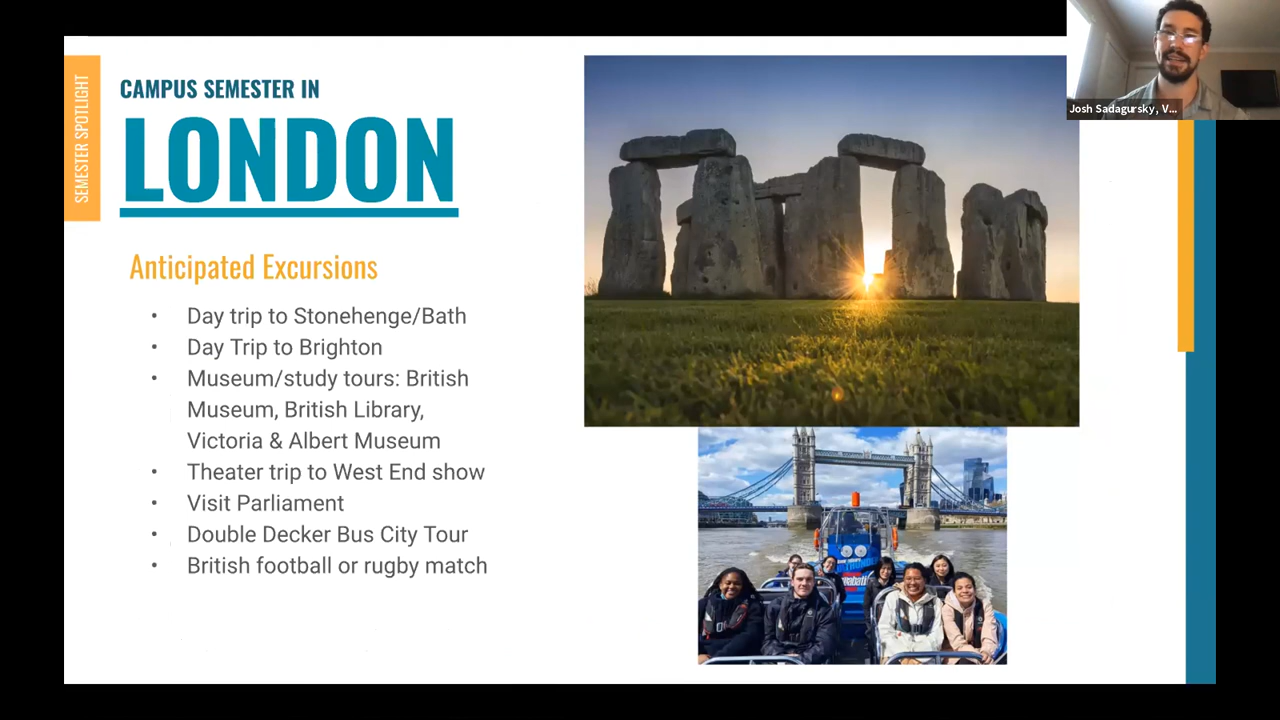 SEMESTER SPOTLIGHT
CAMPUS SEMESTER IN
LONDON
Anticipated Excursions
• Day trip to Stonehenge/Bath
• Day Trip to Brighton
• Museum/study tours: British
Museum, British Library,
Victoria & Albert Museum
• Theater trip to West End show
• Visit Parliament
• Double Decker Bus City Tour
• British football or rugby match
Josh Sadagursky, V...